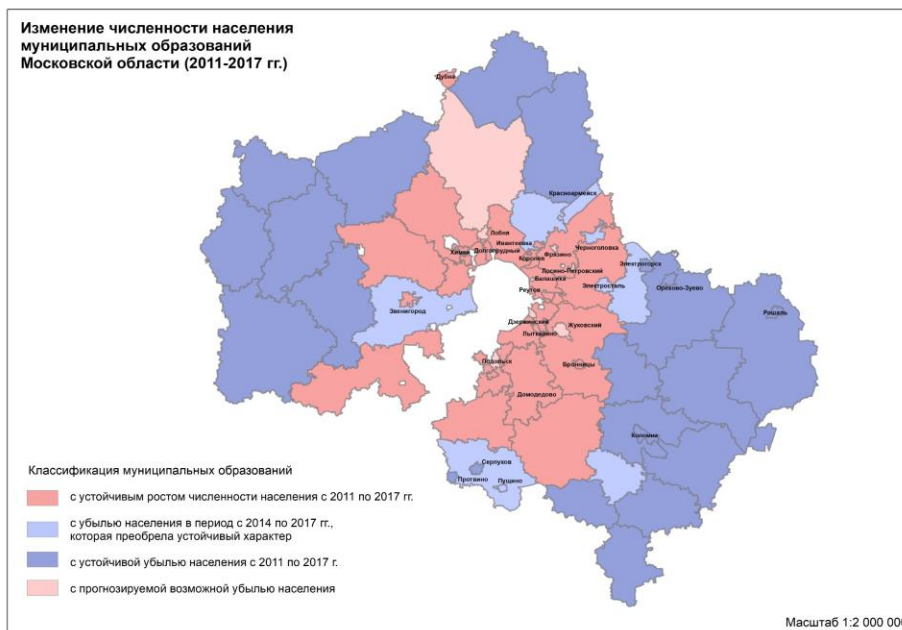 Изменение численности населения
муниципальных образований
Московской области (2011-2017 гг.)
Дубна
Красноармейск
Лобня
Ивантеевка
Черноголовка
Химки
Долгопрудный
Фрязино
Королев
Электрогорск
Лосино-Петровский
Балашиха
Орехово-Зуево
Реутов
Электросталь
Звенигород
Рошаль
Дзержинский
Жуковский
Лыткарино
Подольск
Бронницы
Домодедово
Коломна
Серпухов
Протвино
Пущино
Классификация муниципальных образований
с устойчивым ростом численности населения с 2011 по 2017 гг.
с убылью населения в период с 2014 по 2017 гг.,
которая преобрела устойчивый характер
с устойчивой убылью населения с 2011 по 2017 г.
с прогнозируемой возможной убылью населения
Масштаб 1:2 000 000